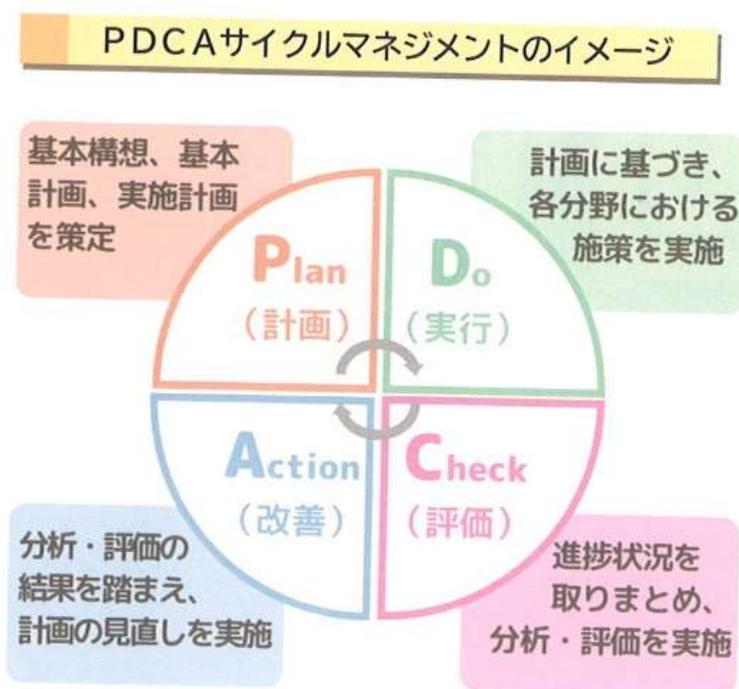 PDCAサイクルマネジメントのイメージ
基本構想、基本
計画、実施計画
を策定
計画に基づき、
各分野における
施策を実施
Plan
(計画)
Do
(実行)
Action
(改善)
Check
(評価)
分析・評価の
結果を踏まえ、
計画の見直しを実施
進捗状況を
取りまとめ、
分析・評価を実施